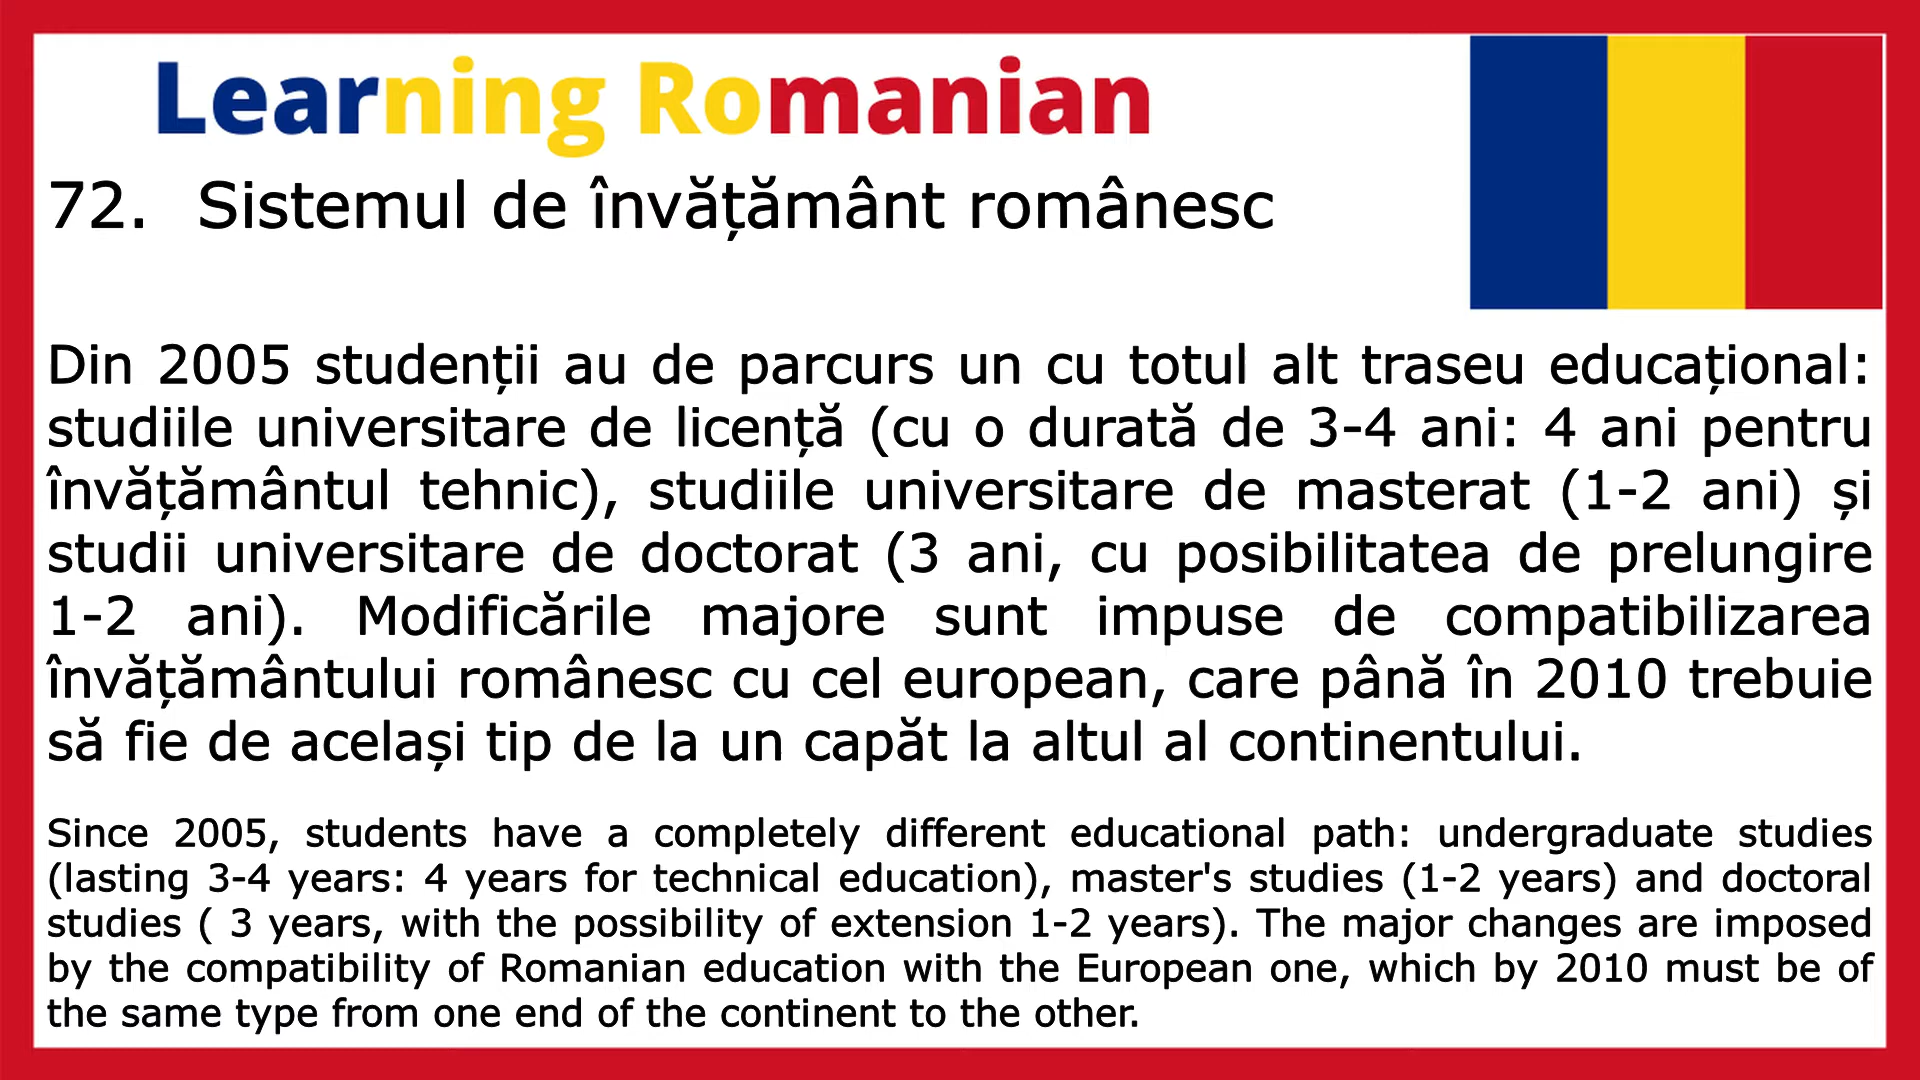 Learning Romanian
72. Sistemul de învățământ românesc
Din 2005 studenții au de parcurs un cu totul alt traseu educațional:
studiile universitare de licență (cu o durată de 3-4 ani: 4 ani pentru
învățământul tehnic), studiile universitare de masterat (1-2 ani) și
studii universitare de doctorat (3 ani, cu posibilitatea de prelungire
1-2 ani). Modificările majore sunt impuse de compatibilizarea
învățământului românesc cu cel european, care până în 2010 trebuie
să fie de același tip de la un capăt la altul al continentului.
Since 2005, students have a completely different educational path: undergraduate studies
(lasting 3-4 years: 4 years for technical education), master's studies (1-2 years) and doctoral
studies ( 3 years, with the possibility of extension 1-2 years). The major changes are imposed
by the compatibility of Romanian education with the European one, which by 2010 must be of
the same type from one end of the continent to the other.